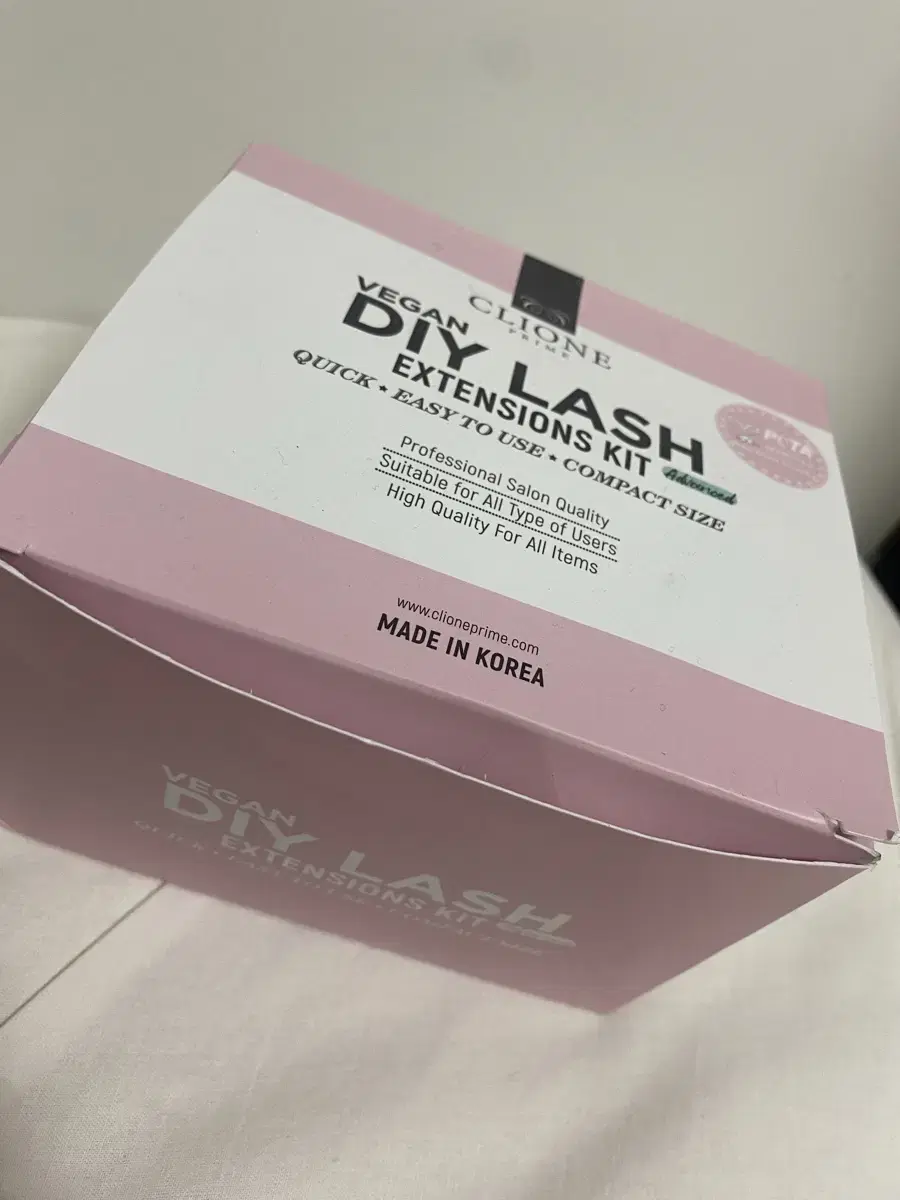 CLIONE
PRIME
VEGAN
DIY LASH
EXTENSIONS KIT Advanced
QUICK ★ EASY TO USE ★ COMPACT SIZE
Professional Salon Quality
Suitable for All Type of Users
High Quality For All Items
PETA
www.clioneprime.com
MADE IN KOREA
VEGAN
DIY LASH
EXTENSIONS KIT